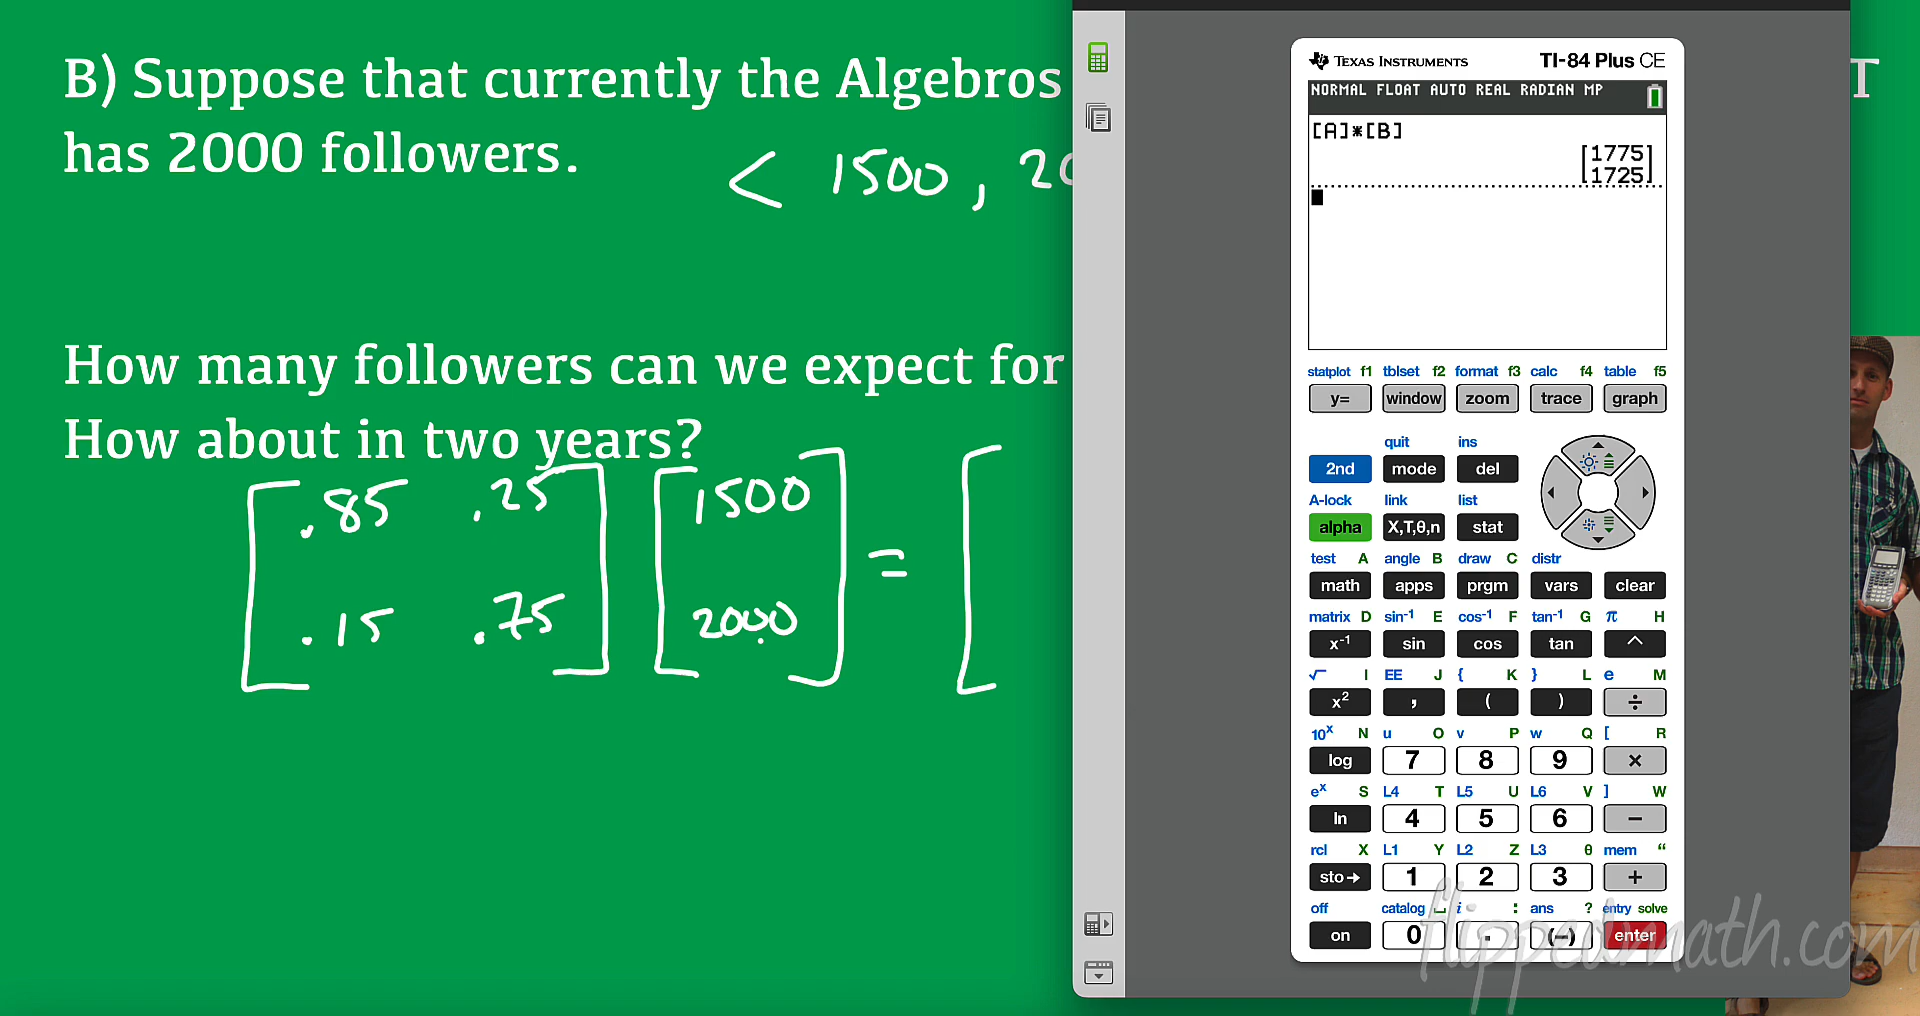 B) Suppose that currently the Algebros
T
has 2000 followers.
< 1500, 20
How many followers can we expect for
How about in two years?
.85 .25
.15 .75
1500
2000
=
TEXAS INSTRUMENTS TI-84 Plus CE
NORMAL FLOAT AUTO REAL RADIAN MP
[A]*[B]
[1775]
[1725]
statplot f1 tblset f2 format f3 calc f4 table f5
y= window zoom trace graph
quit ins
2nd mode del
A-lock link list
alpha X,T,θ,n stat
test A angle B draw C distr
math apps prgm vars clear
matrix D sin-1 E cos-1 F tan-1 G π H
x-1 sin cos tan ^
√ I EE J { K } L e M
x2 , ( ) ÷
10x N u O v P w Q [ R
log 7 8 9 ×
ex S L4 T L5 U L6 V ] W
ln 4 5 6 −
rcl X L1 Y L2 Z L3 θ mem “
sto→ 1 2 3 +
off catalog i : ans ? entry solve
on 0 . (−) enter
flippedmath.com